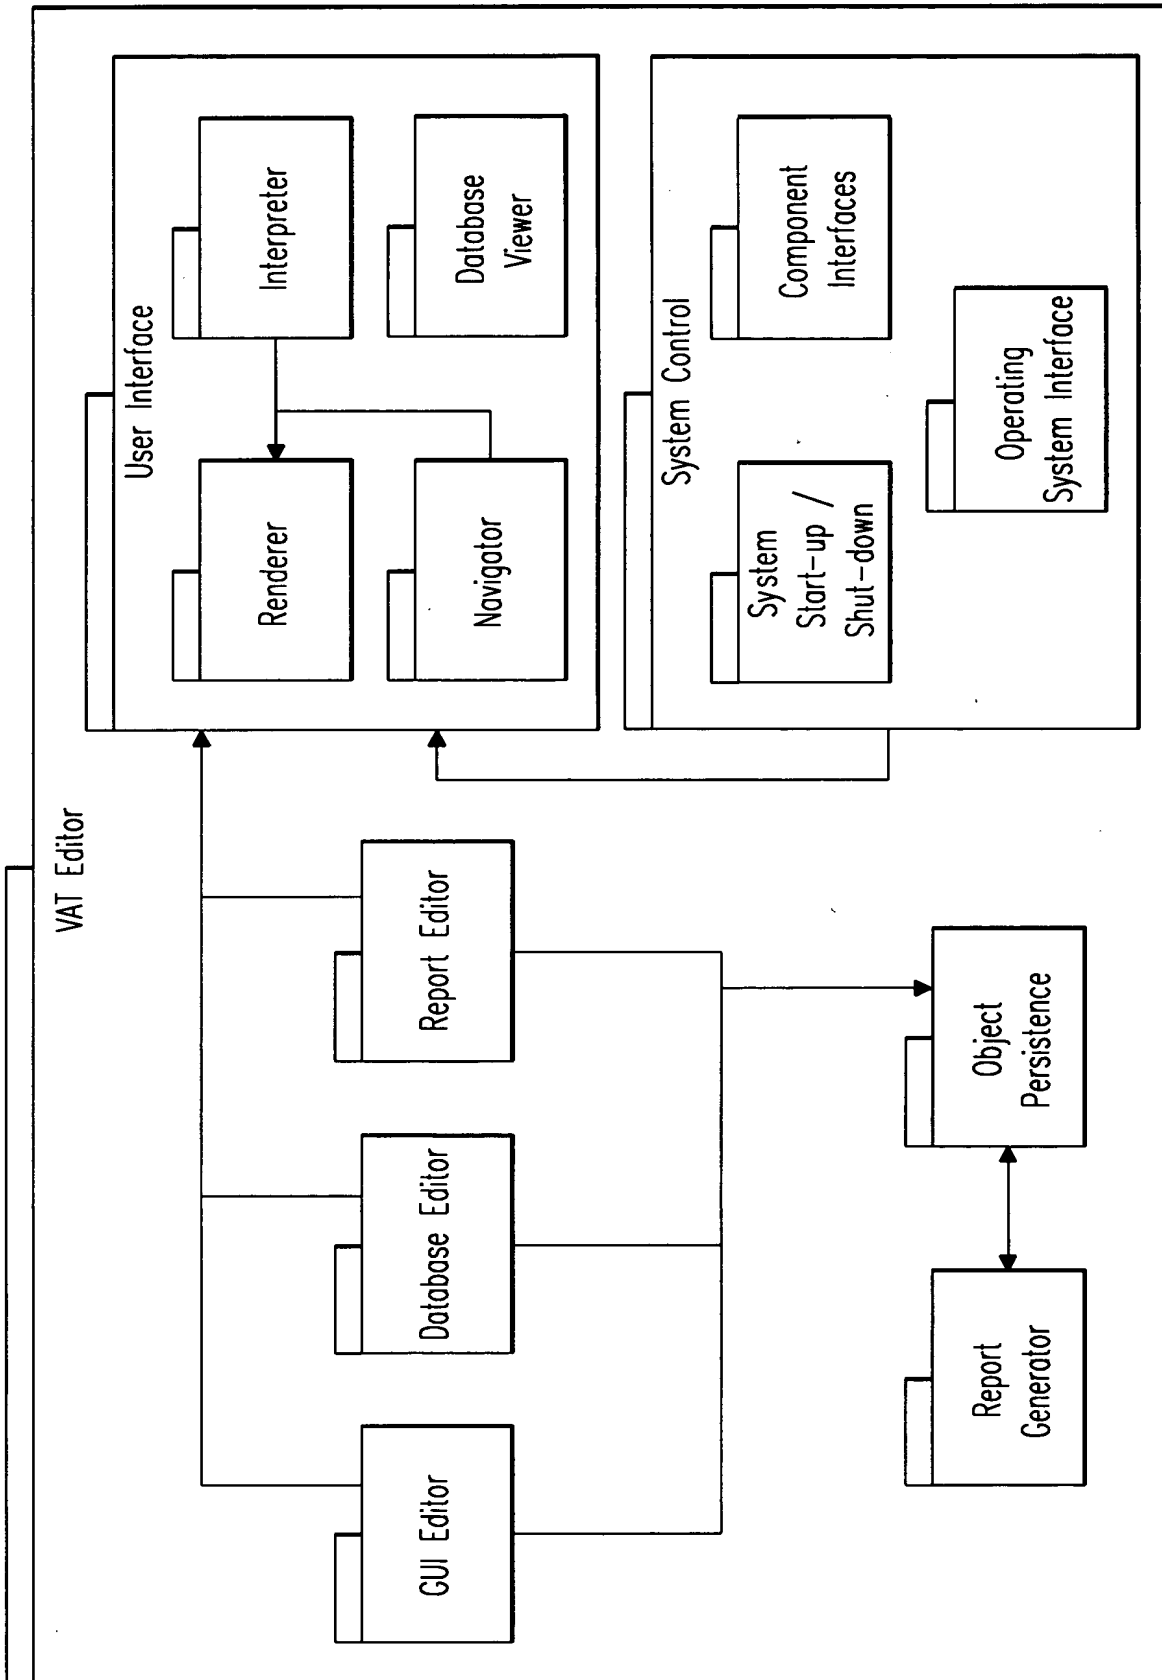 VAT Editor
User Interface
Renderer
Interpreter
Navigator
Database
Viewer
GUI Editor
Database Editor
Report Editor
System Control
System
Start-up /
Shut-down
Component
Interfaces
Operating
System Interface
Report
Generator
Object
Persistence